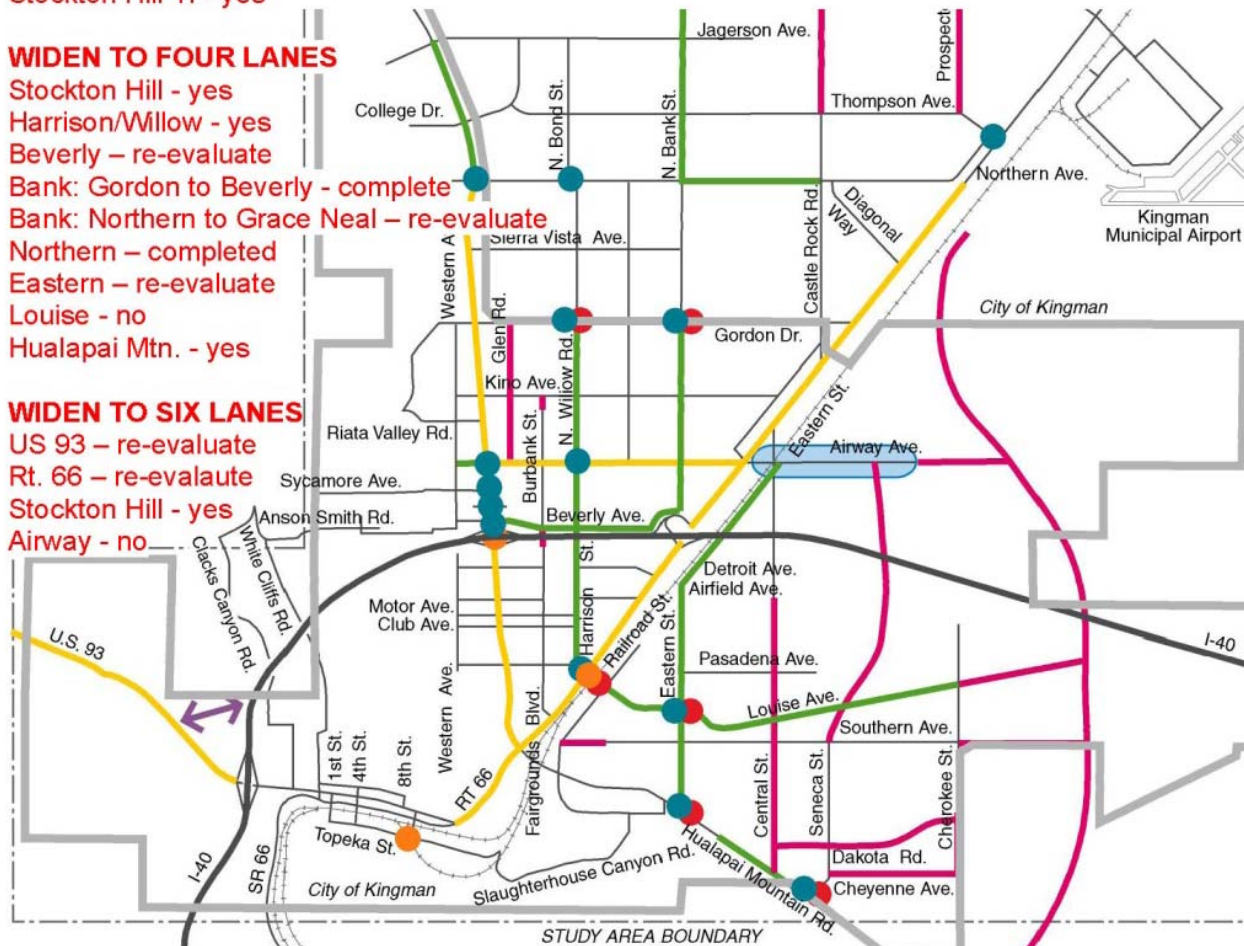 WIDEN TO FOUR LANES
Stockton Hill - yes
Harrison/Willow - yes
Beverly – re-evaluate
Bank: Gordon to Beverly - complete
Bank: Northern to Grace Neal – re-evaluate
Northern – completed
Eastern – re-evaluate
Louise - no
Hualapai Mtn. - yes
WIDEN TO SIX LANES
US 93 – re-evaluate
Rt. 66 – re-evalaute
Stockton Hill - yes
Airway - no
Jagerson Ave.
Prospect
College Dr.
N. Bond St.
N. Bank St.
Thompson Ave.
Northern Ave.
Kingman
Municipal Airport
Diagonal
Way
Castle Rock Rd.
Western A
Sierra Vista Ave.
City of Kingman
Glen Rd.
Gordon Dr.
Kino Ave.
N. Willow Rd.
Burbank St.
Riata Valley Rd.
Eastern St.
Airway Ave.
Sycamore Ave.
Anson Smith Rd.
Beverly Ave.
White Cliffs Rd.
Clacks Canyon Rd.
Harrison St.
Detroit Ave.
Airfield Ave.
Motor Ave.
Club Ave.
Railroad St.
I-40
U.S. 93
Pasadena Ave.
Eastern St.
Louise Ave.
Southern Ave.
Western Ave.
Fairgrounds Blvd.
1st St.
4th St.
8th St.
RT 66
Central St.
Seneca St.
Cherokee St.
Topeka St.
Hualapai Mountain Rd.
Slaughterhouse Canyon Rd.
Dakota Rd.
Cheyenne Ave.
I-40
SR 66
City of Kingman
STUDY AREA BOUNDARY